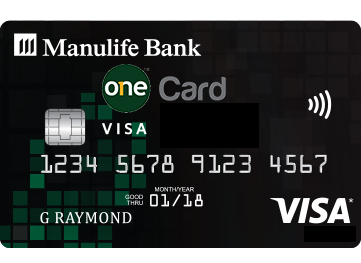 Manulife Bank
one Card
VISA
1234 5678 9123 4567
MONTH/YEAR
GOOD THRU 01/18
G RAYMOND
VISA*